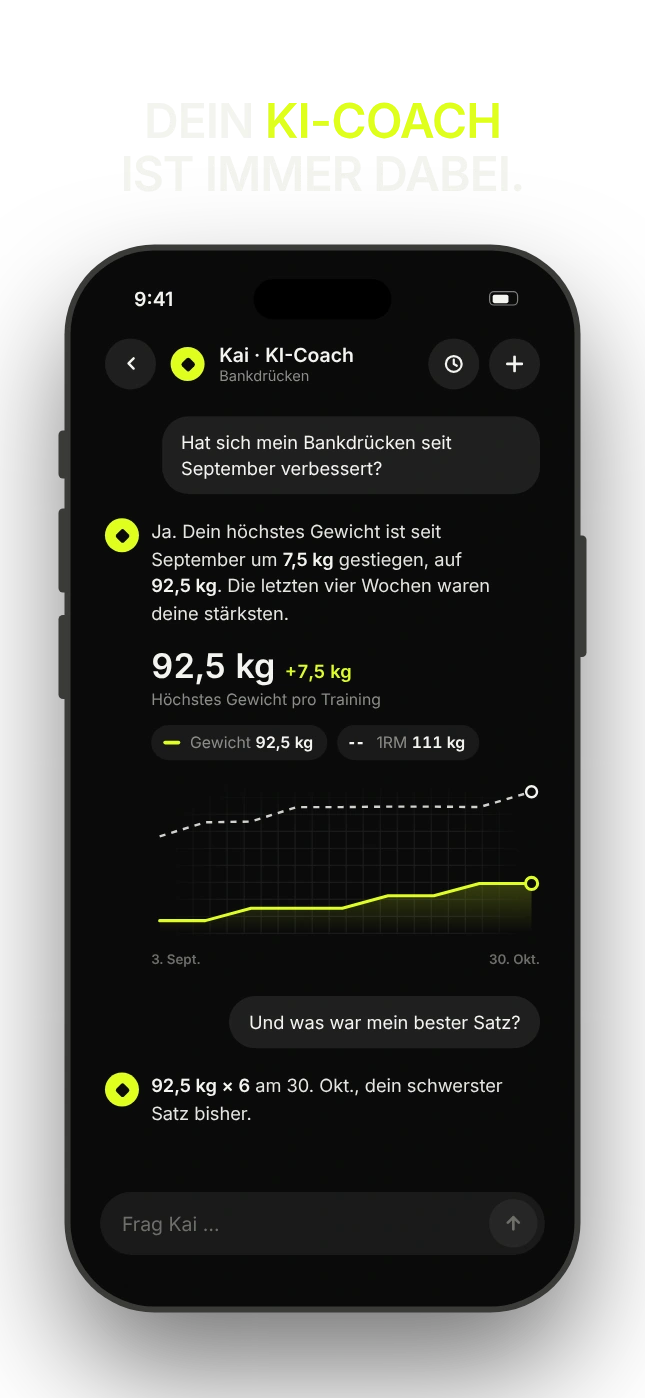 DEIN KI-COACH
IST IMMER DABEI.
9:41
Kai · KI-Coach
Bankdrücken
Hat sich mein Bankdrücken seit
September verbessert?
Ja. Dein höchstes Gewicht ist seit
September um 7,5 kg gestiegen, auf
92,5 kg. Die letzten vier Wochen waren
deine stärksten.
92,5 kg +7,5 kg
Höchstes Gewicht pro Training
Gewicht 92,5 kg 1RM 111 kg
3. Sept. 30. Okt.
Und was war mein bester Satz?
92,5 kg × 6 am 30. Okt., dein schwerster
Satz bisher.
Frag Kai ...